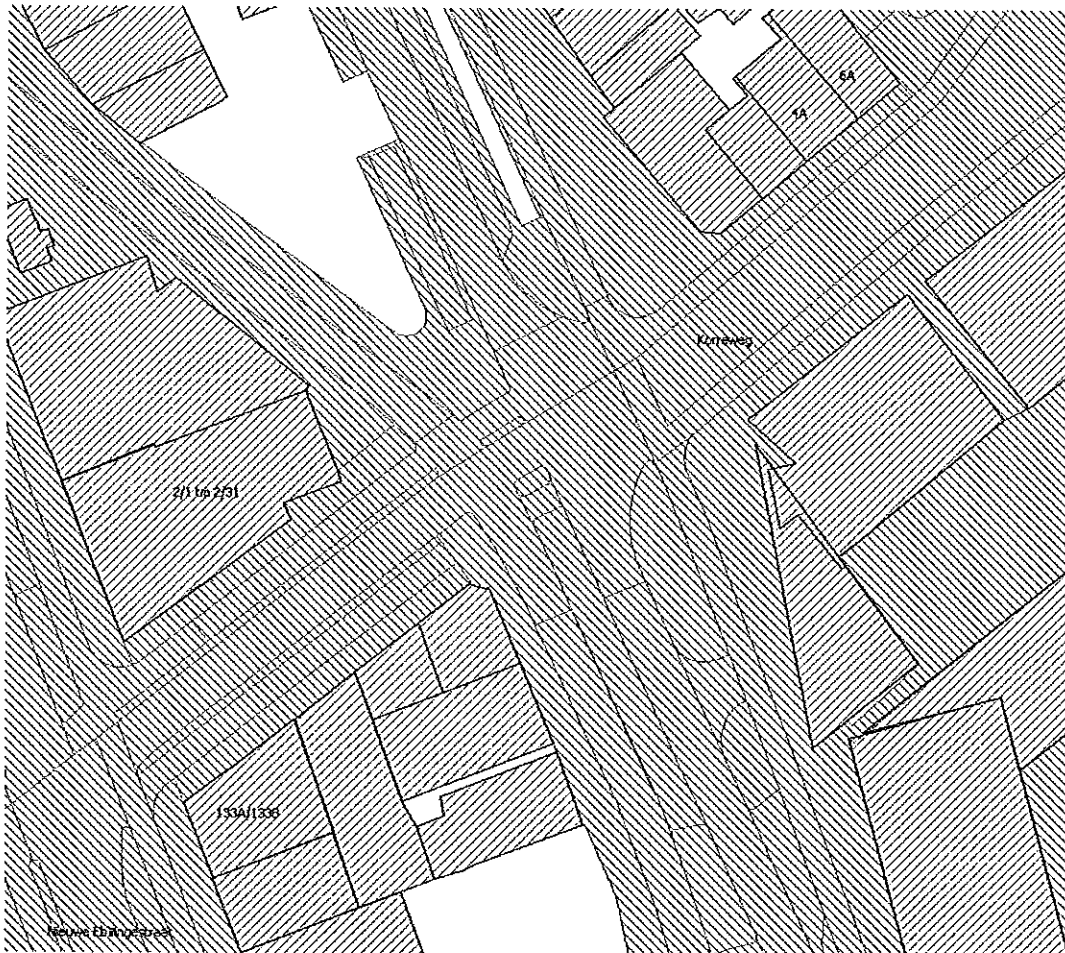 6A
4A
Korreweg
2/1 t/m 2/31
133A/133B
Nieuwe Ebbingestraat